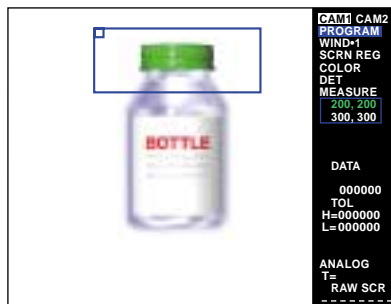 BOTTLE
CAM1 CAM2
PROGRAM
WIND•1
SCRN REG
COLOR
DET
MEASURE
200, 200
300, 300
DATA
000000
TOL
H=000000
L=000000
ANALOG
T=
RAW SCR